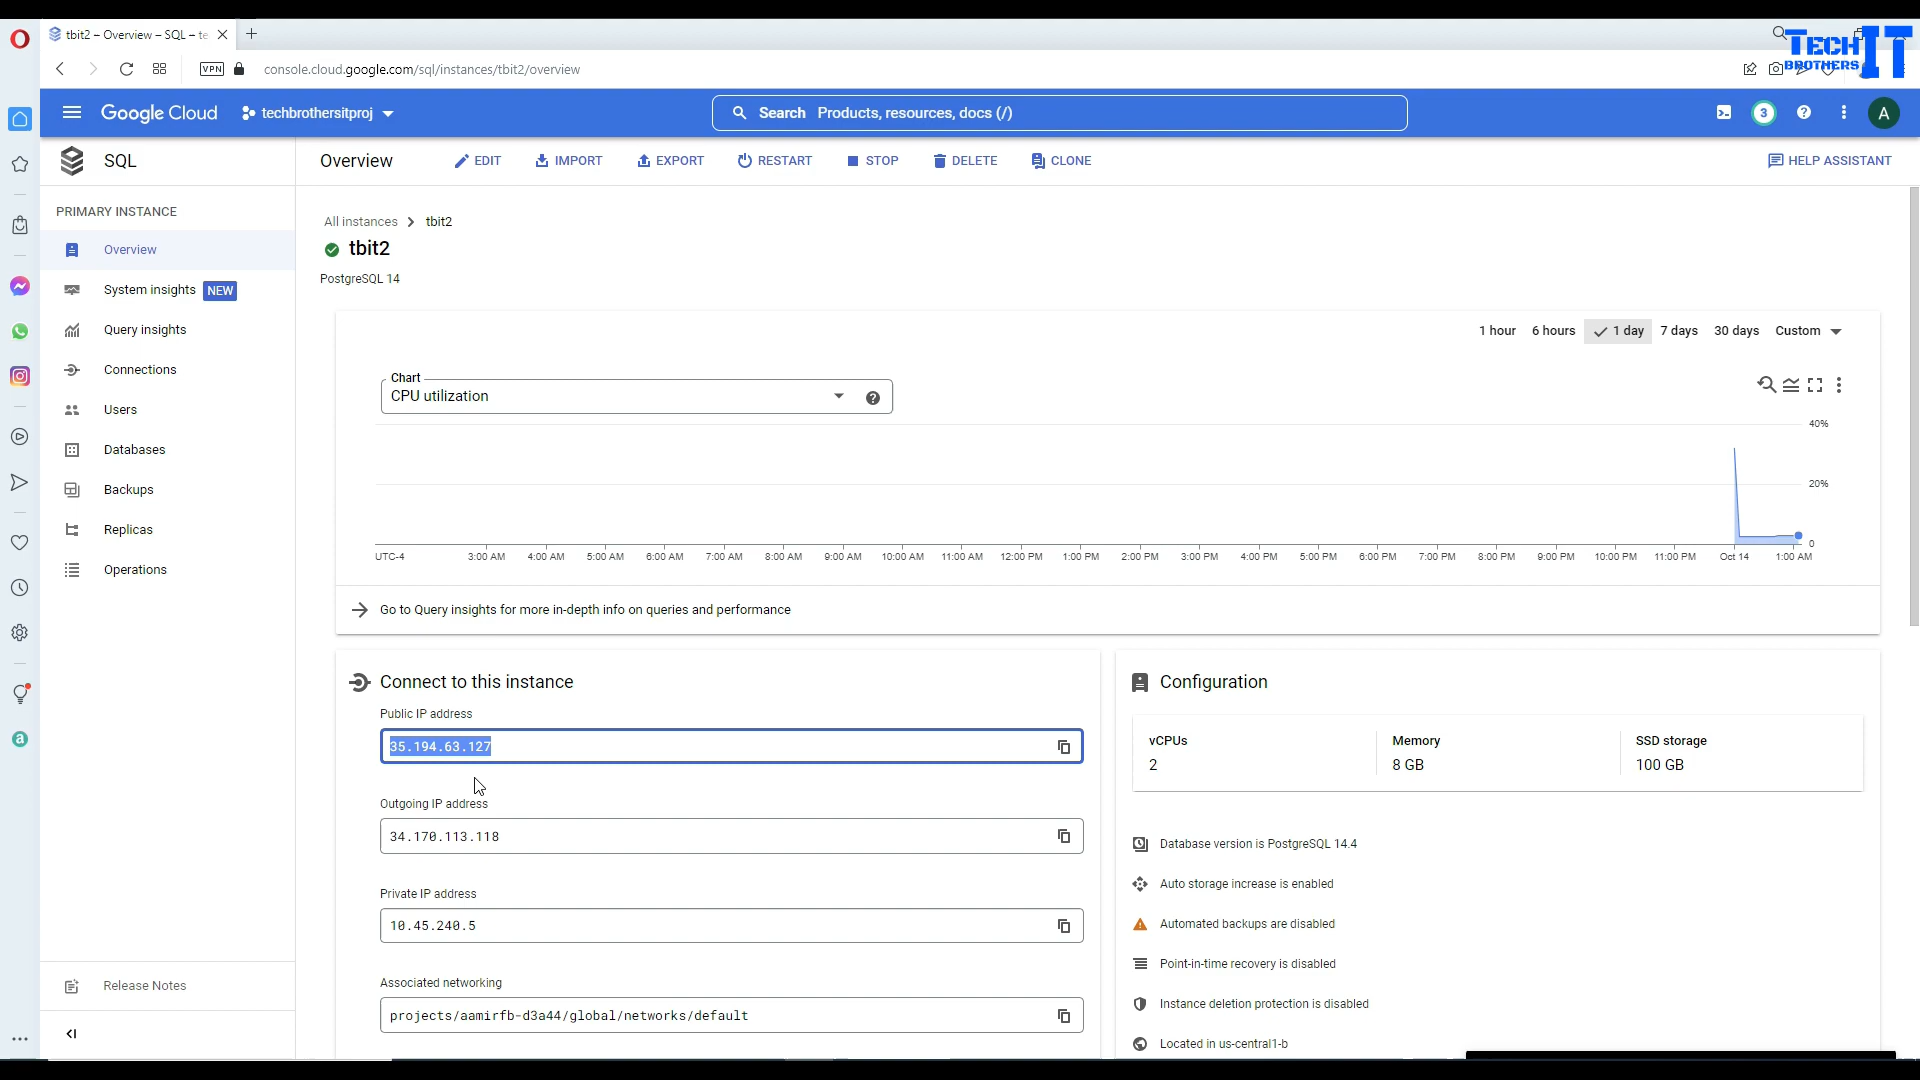 tbit2 – Overview – SQL – te
TECH IT
BROTHERS
VPN
console.cloud.google.com/sql/instances/tbit2/overview
Google Cloud
techbrothersitproj
Search Products, resources, docs (/)
3
A
SQL
Overview
EDIT
IMPORT
EXPORT
RESTART
STOP
DELETE
CLONE
HELP ASSISTANT
PRIMARY INSTANCE
Overview
System insights NEW
Query insights
Connections
Users
Databases
Backups
Replicas
Operations
Release Notes
All instances
tbit2
tbit2
PostgreSQL 14
1 hour
6 hours
1 day
7 days
30 days
Custom
Chart
CPU utilization
40%
20%
0
UTC-4 3:00 AM 4:00 AM 5:00 AM 6:00 AM 7:00 AM 8:00 AM 9:00 AM 10:00 AM 11:00 AM 12:00 PM 1:00 PM 2:00 PM 3:00 PM 4:00 PM 5:00 PM 6:00 PM 7:00 PM 8:00 PM 9:00 PM 10:00 PM 11:00 PM Oct 14 1:00 AM
Go to Query insights for more in-depth info on queries and performance
Connect to this instance
Public IP address
35.194.63.127
Outgoing IP address
34.170.113.118
Private IP address
10.45.240.5
Associated networking
projects/aamirfb-d3a44/global/networks/default
Configuration
vCPUs
2
Memory
8 GB
SSD storage
100 GB
Database version is PostgreSQL 14.4
Auto storage increase is enabled
Automated backups are disabled
Point-in-time recovery is disabled
Instance deletion protection is disabled
Located in us-central1-b
a